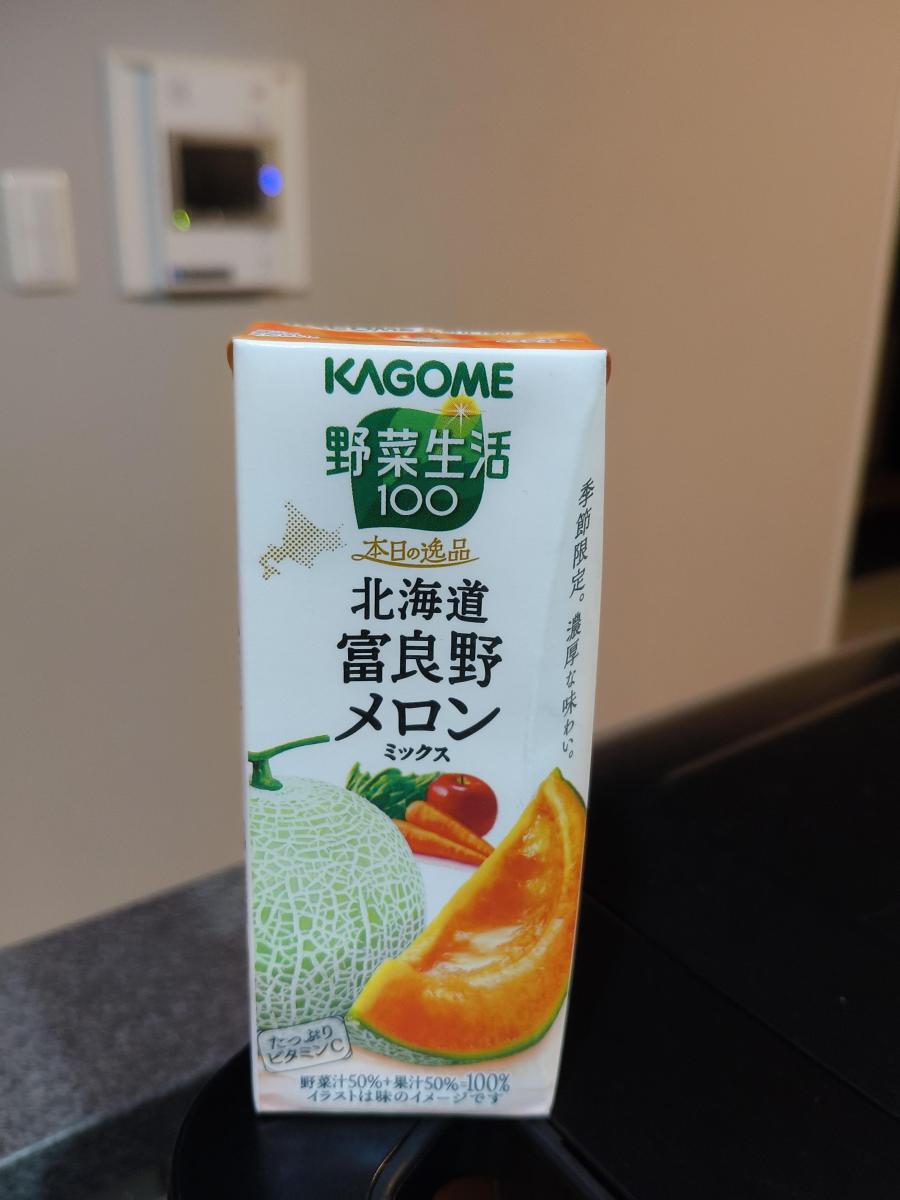 KAGOME
野菜生活
100
本日の逸品
北海道
富良野
メロン
ミックス
季節限定。濃厚な味わい。
たっぷり
ビタミンC
野菜汁50%+果汁50%=100%
イラストは味のイメージです